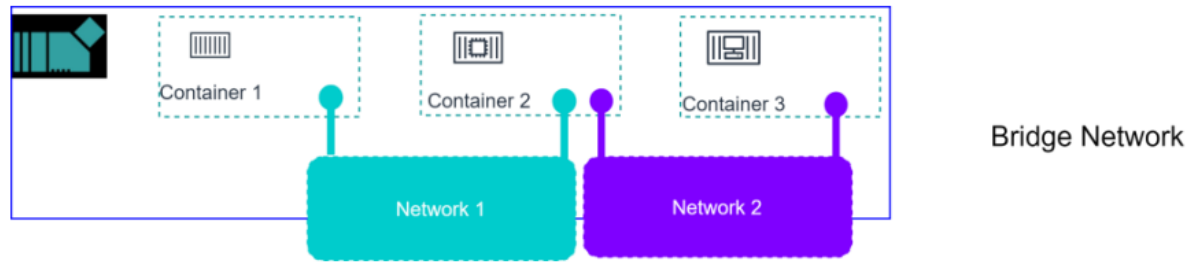 Container 1
Container 2
Container 3
Bridge Network
Network 1
Network 2